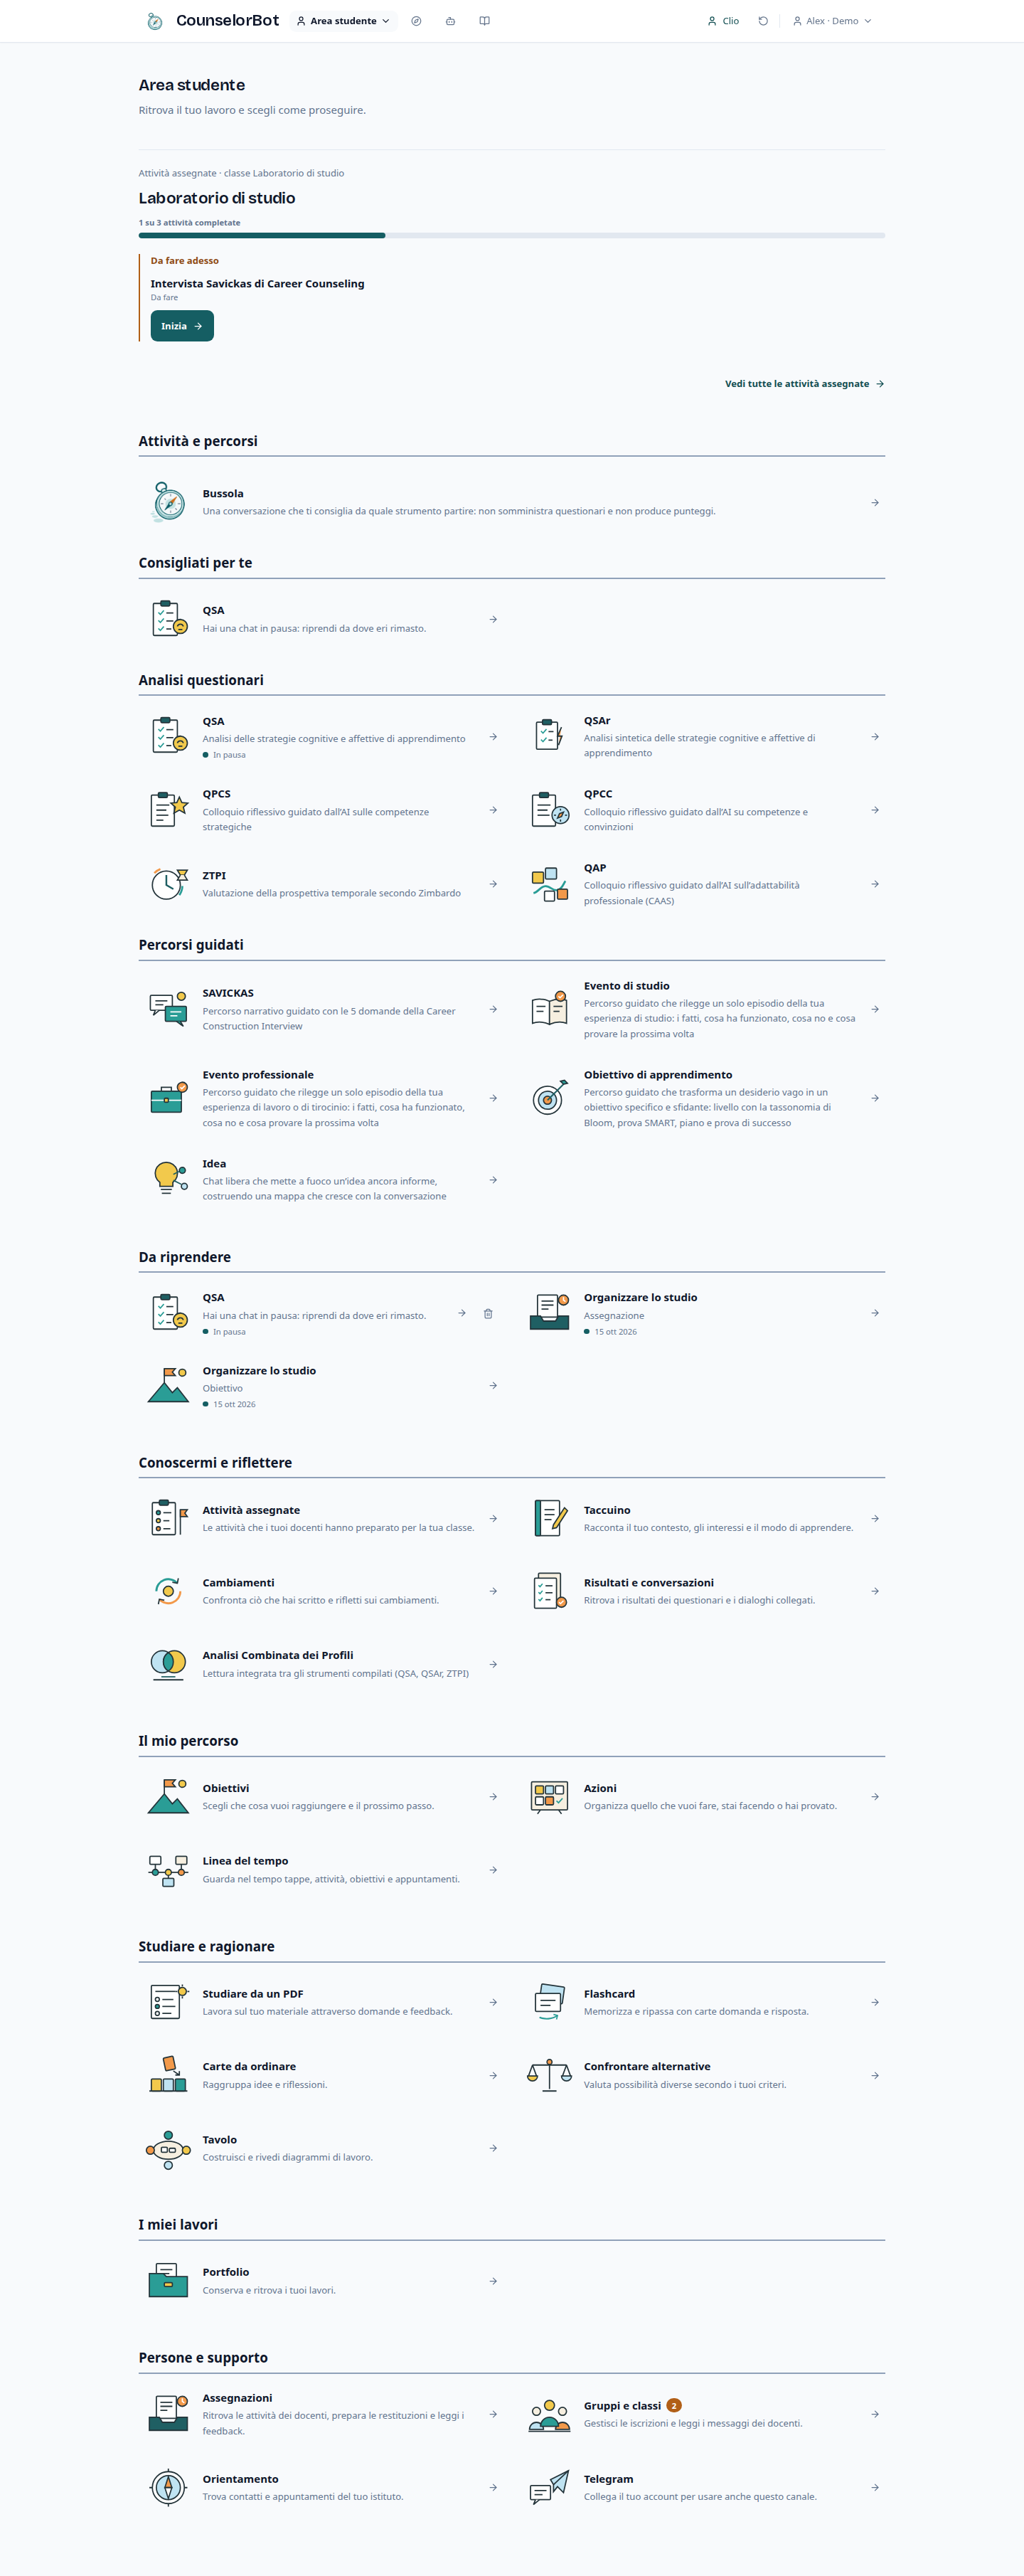 CounselorBot
Area studente
Clio
Alex · Demo
Area studente
Ritrova il tuo lavoro e scegli come proseguire.
Attività assegnate · classe Laboratorio di studio
Laboratorio di studio
1 su 3 attività completate
Da fare adesso
Intervista Savickas di Career Counseling
Da fare
Inizia
Vedi tutte le attività assegnate
Attività e percorsi
Bussola
Una conversazione che ti consiglia da quale strumento partire: non somministra questionari e non produce punteggi.
Consigliati per te
QSA
Hai una chat in pausa: riprendi da dove eri rimasto.
Analisi questionari
QSA
Analisi delle strategie cognitive e affettive di apprendimento
In pausa
QSAr
Analisi sintetica delle strategie cognitive e affettive di
apprendimento
QPCS
Colloquio riflessivo guidato dall'AI sulle competenze
strategiche
QPCC
Colloquio riflessivo guidato dall'AI su competenze e
convinzioni
ZTPI
Valutazione della prospettiva temporale secondo Zimbardo
QAP
Colloquio riflessivo guidato dall'AI sull'adattabilità
professionale (CAAS)
Percorsi guidati
SAVICKAS
Percorso narrativo guidato con le 5 domande della Career
Construction Interview
Evento di studio
Percorso guidato che rilegge un solo episodio della tua
esperienza di studio: i fatti, cosa ha funzionato, cosa no e cosa
provare la prossima volta
Evento professionale
Percorso guidato che rilegge un solo episodio della tua
esperienza di lavoro o di tirocinio: i fatti, cosa ha funzionato,
cosa no e cosa provare la prossima volta
Obiettivo di apprendimento
Percorso guidato che trasforma un desiderio vago in un
obiettivo specifico e sfidante: livello con la tassonomia di
Bloom, prova SMART, piano e prova di successo
Idea
Chat libera che mette a fuoco un'idea ancora informe,
costruendo una mappa che cresce con la conversazione
Da riprendere
QSA
Hai una chat in pausa: riprendi da dove eri rimasto.
In pausa
Organizzare lo studio
Assegnazione
15 ott 2026
Organizzare lo studio
Obiettivo
15 ott 2026
Conoscermi e riflettere
Attività assegnate
Le attività che i tuoi docenti hanno preparato per la tua classe.
Taccuino
Racconta il tuo contesto, gli interessi e il modo di apprendere.
Cambiamenti
Confronta ciò che hai scritto e rifletti sui cambiamenti.
Risultati e conversazioni
Ritrova i risultati dei questionari e i dialoghi collegati.
Analisi Combinata dei Profili
Lettura integrata tra gli strumenti compilati (QSA, QSAr, ZTPI)
Il mio percorso
Obiettivi
Scegli che cosa vuoi raggiungere e il prossimo passo.
Azioni
Organizza quello che vuoi fare, stai facendo o hai provato.
Linea del tempo
Guarda nel tempo tappe, attività, obiettivi e appuntamenti.
Studiare e ragionare
Studiare da un PDF
Lavora sul tuo materiale attraverso domande e feedback.
Flashcard
Memorizza e ripassa con carte domanda e risposta.
Carte da ordinare
Raggruppa idee e riflessioni.
Confrontare alternative
Valuta possibilità diverse secondo i tuoi criteri.
Tavolo
Costruisci e rivedi diagrammi di lavoro.
I miei lavori
Portfolio
Conserva e ritrova i tuoi lavori.
Persone e supporto
Assegnazioni
Ritrova le attività dei docenti, prepara le restituzioni e leggi i
feedback.
Gruppi e classi 2
Gestisci le iscrizioni e leggi i messaggi dei docenti.
Orientamento
Trova contatti e appuntamenti del tuo istituto.
Telegram
Collega il tuo account per usare anche questo canale.